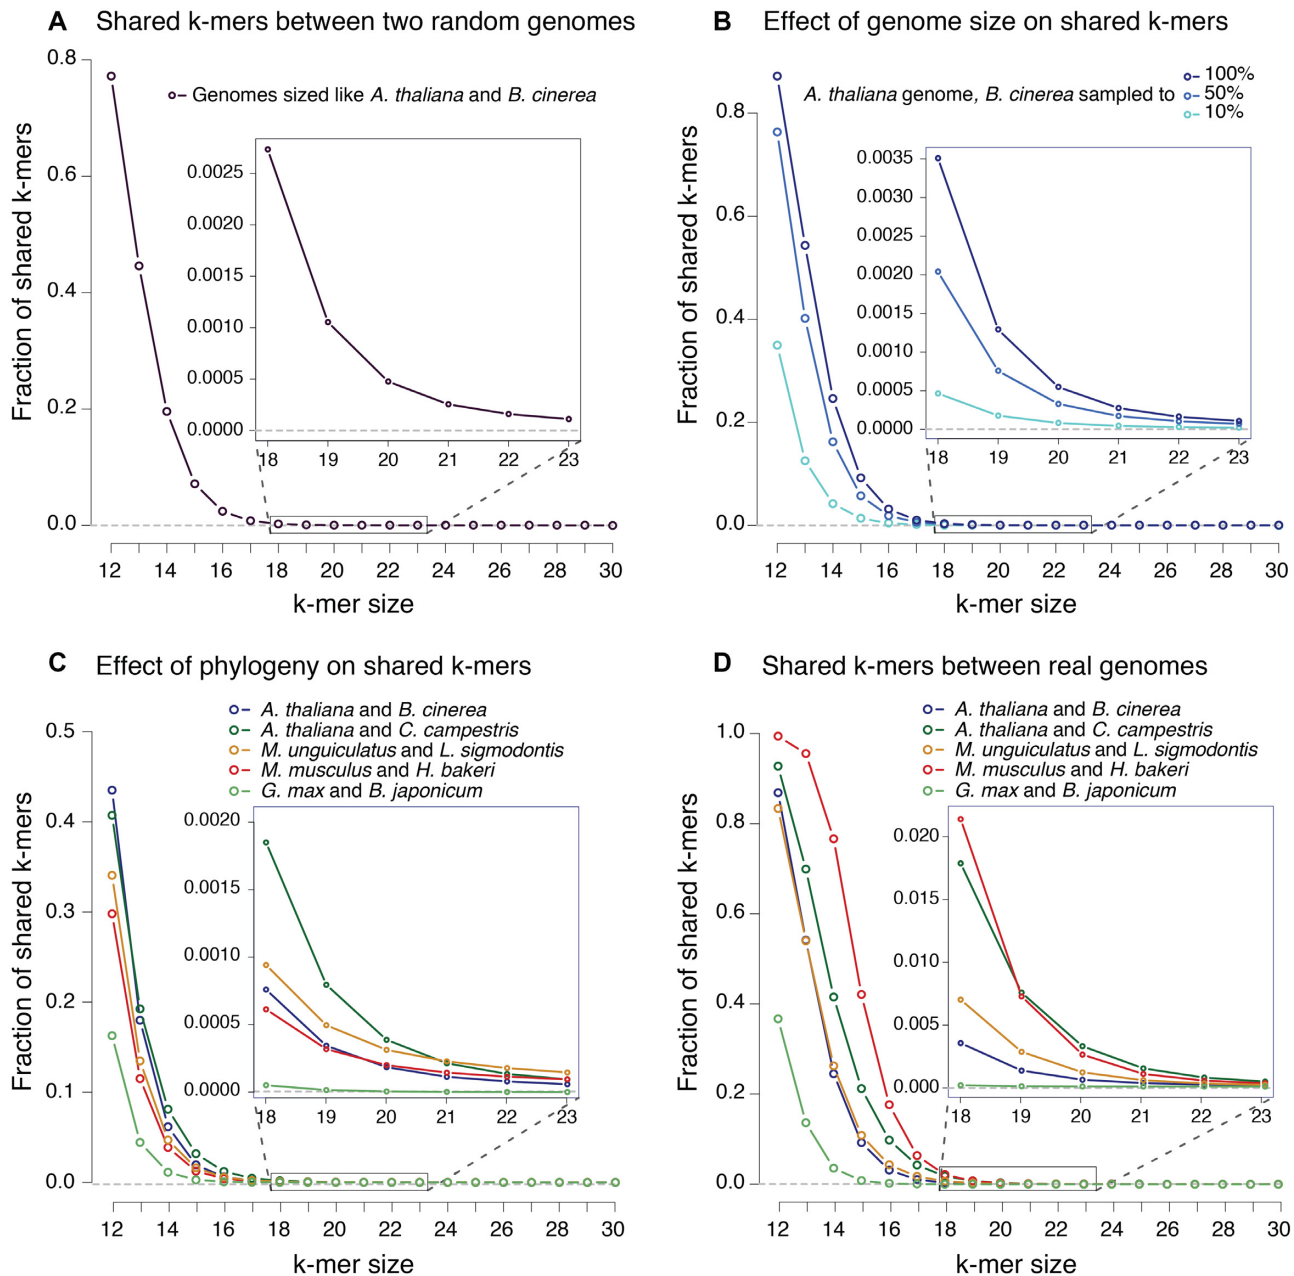 A Shared k-mers between two random genomes
Genomes sized like A. thaliana and B. cinerea
Fraction of shared k-mers
0.8
0.6
0.4
0.2
0.0
0.0025
0.0020
0.0015
0.0010
0.0005
0.0000
18 19 20 21 22 23
12 14 16 18 20 22 24 26 28 30
k-mer size
B Effect of genome size on shared k-mers
A. thaliana genome, B. cinerea sampled to
100%
50%
10%
Fraction of shared k-mers
0.8
0.6
0.4
0.2
0.0
0.0035
0.0030
0.0025
0.0020
0.0015
0.0010
0.0005
0.0000
18 19 20 21 22 23
12 14 16 18 20 22 24 26 28 30
k-mer size
C Effect of phylogeny on shared k-mers
A. thaliana and B. cinerea
A. thaliana and C. campestris
M. unguiculatus and L. sigmodontis
M. musculus and H. bakeri
G. max and B. japonicum
Fraction of shared k-mers
0.5
0.4
0.3
0.2
0.1
0.0
0.0020
0.0015
0.0010
0.0005
0.0000
18 19 20 21 22 23
12 14 16 18 20 22 24 26 28 30
k-mer size
D Shared k-mers between real genomes
A. thaliana and B. cinerea
A. thaliana and C. campestris
M. unguiculatus and L. sigmodontis
M. musculus and H. bakeri
G. max and B. japonicum
Fraction of shared k-mers
1.0
0.8
0.6
0.4
0.2
0.0
0.020
0.015
0.010
0.005
0.000
18 19 20 21 22 23
12 14 16 18 20 22 24 26 28 30
k-mer size